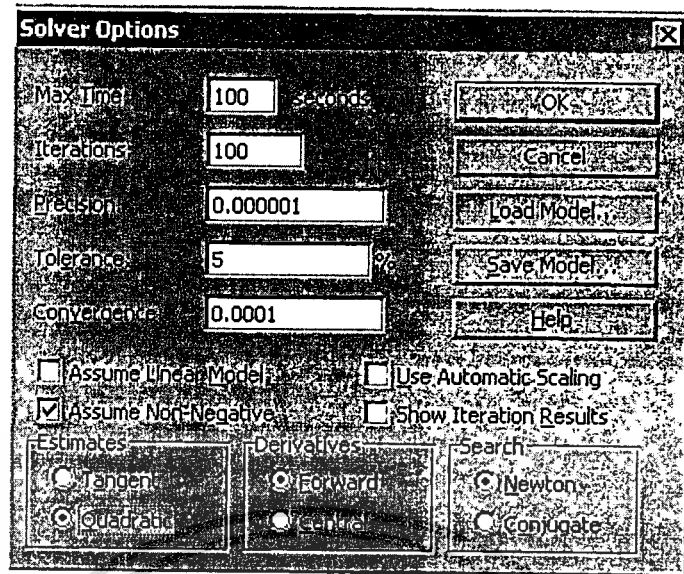 Solver Options
Max Time 100 seconds OK
Iterations 100 Cancel
Precision 0.000001 Load Model...
Tolerance 5 % Save Model...
Convergence 0.0001 Help
Assume Linear Model Use Automatic Scaling
Assume Non-Negative Show Iteration Results
Estimates Derivatives Search
Tangent Forward Newton
Quadratic Central Conjugate